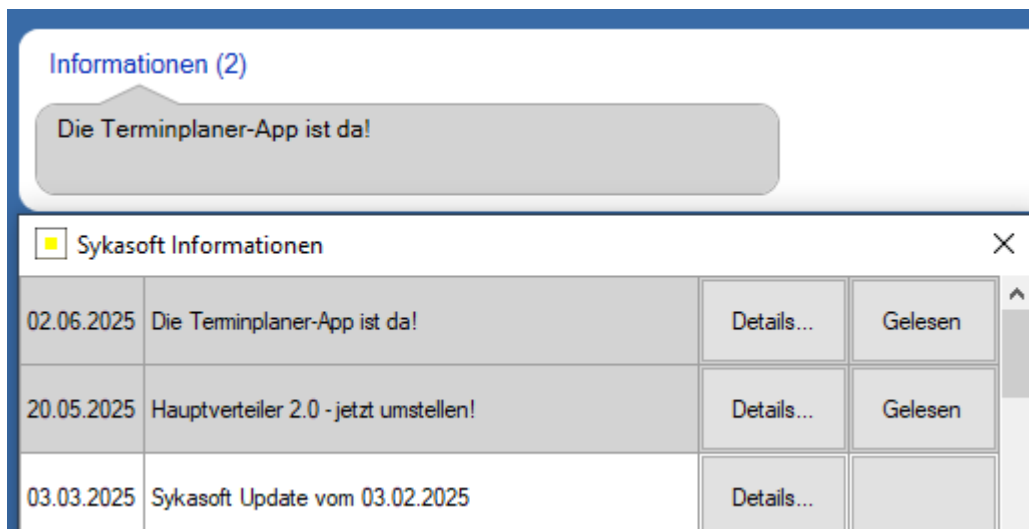 Informationen (2)
Die Terminplaner-App ist da!
Sykasoft Informationen
02.06.2025 Die Terminplaner-App ist da! Details... Gelesen
20.05.2025 Hauptverteiler 2.0 - jetzt umstellen! Details... Gelesen
03.03.2025 Sykasoft Update vom 03.02.2025 Details...